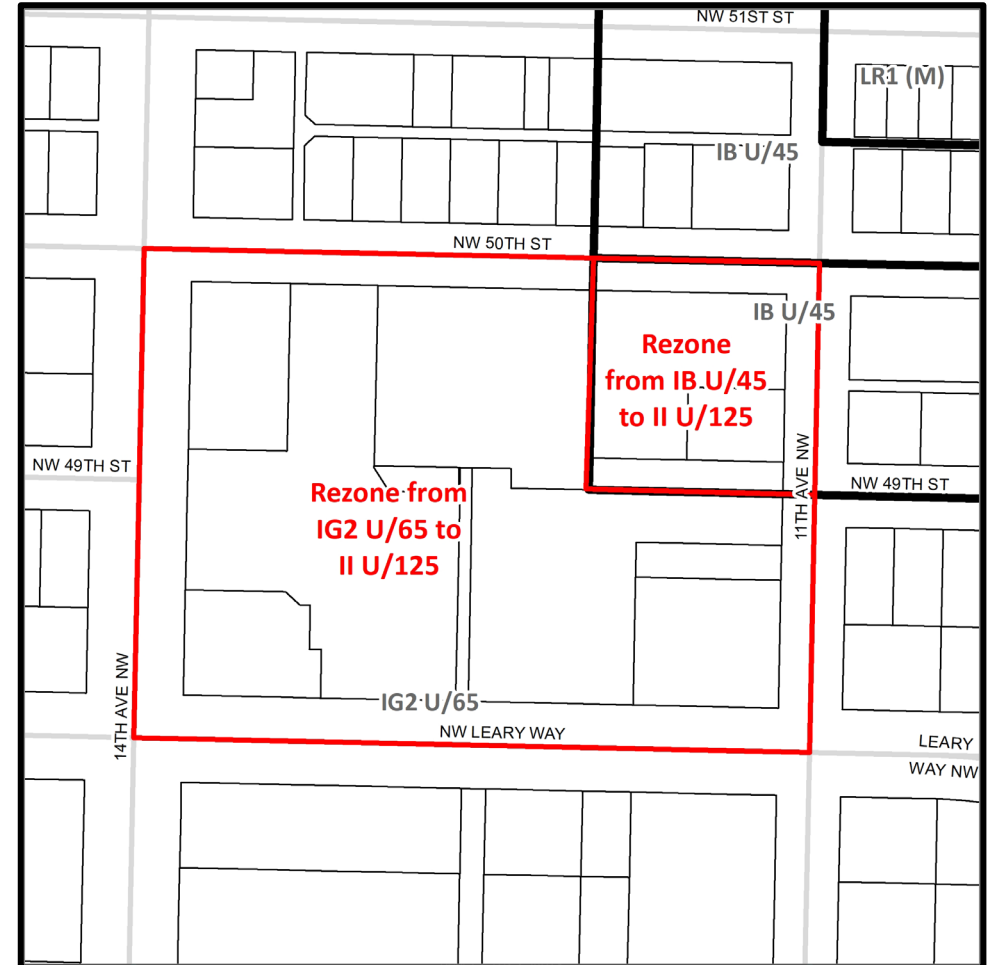 NW 51ST ST
LR1 (M)
IB U/45
NW 50TH ST
IB U/45
Rezone
from IB U/45
to II U/125
NW 49TH ST
11TH AVE NW
NW 49TH ST
Rezone from
IG2 U/65 to
II U/125
14TH AVE NW
IG2 U/65
NW LEARY WAY
LEARY
WAY NW